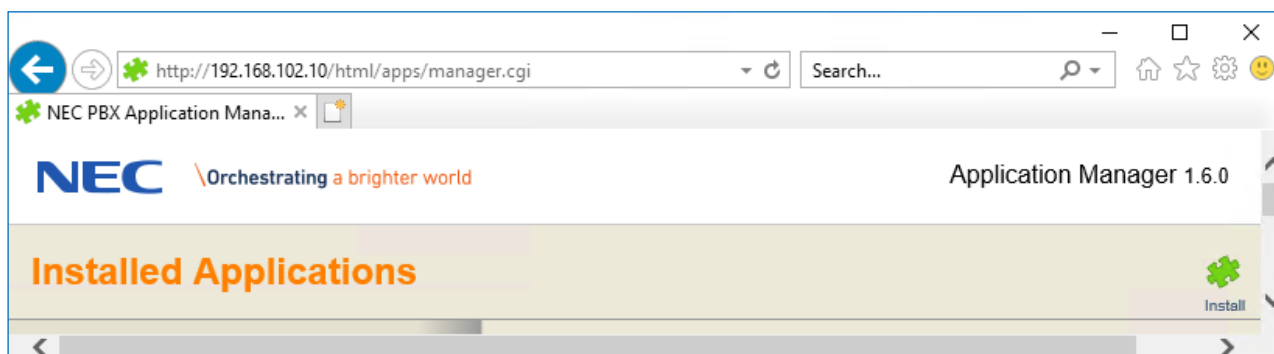 http://192.168.102.10/html/apps/manager.cgi
Search...
NEC PBX Application Mana...
NEC \Orchestrating a brighter world
Application Manager 1.6.0
Installed Applications
Install